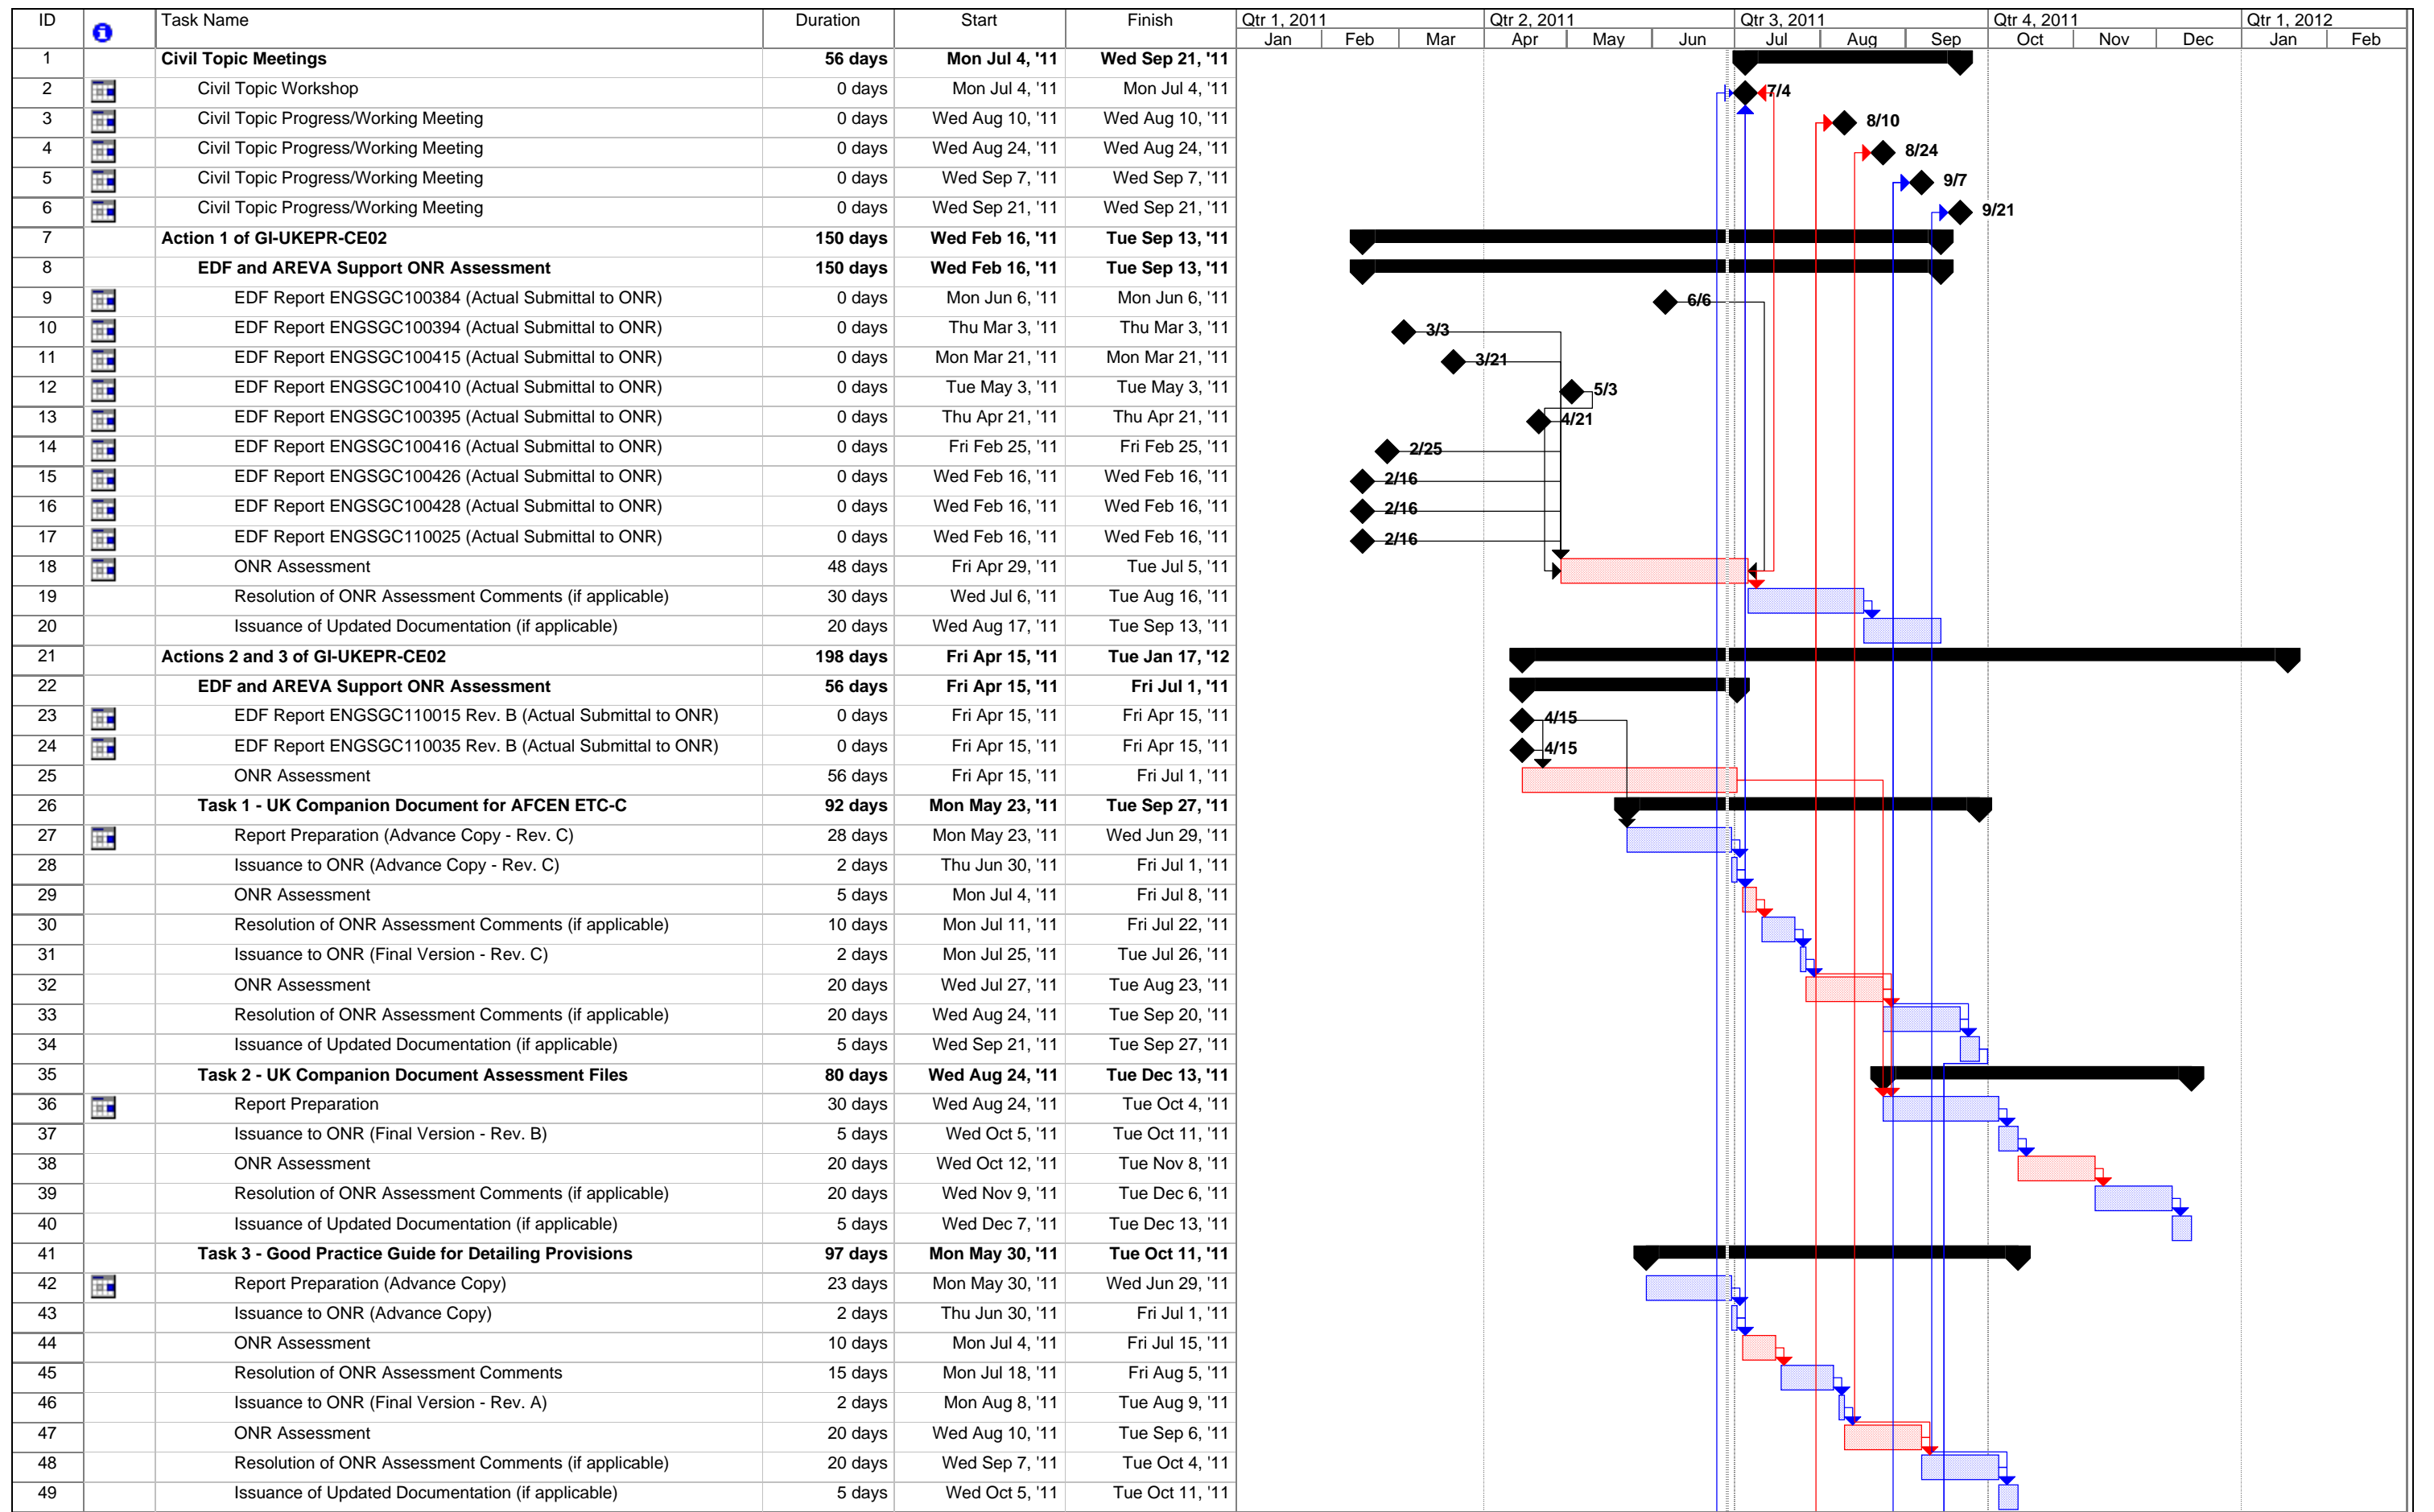 ID Task Name Duration Start Finish Qtr 1, 2011 Qtr 2, 2011 Qtr 3, 2011 Qtr 4, 2011 Qtr 1, 2012
Jan Feb Mar Apr May Jun Jul Aug Sep Oct Nov Dec Jan Feb
1 Civil Topic Meetings 56 days Mon Jul 4, '11 Wed Sep 21, '11
2 Civil Topic Workshop 0 days Mon Jul 4, '11 Mon Jul 4, '11 7/4
3 Civil Topic Progress/Working Meeting 0 days Wed Aug 10, '11 Wed Aug 10, '11 8/10
4 Civil Topic Progress/Working Meeting 0 days Wed Aug 24, '11 Wed Aug 24, '11 8/24
5 Civil Topic Progress/Working Meeting 0 days Wed Sep 7, '11 Wed Sep 7, '11 9/7
6 Civil Topic Progress/Working Meeting 0 days Wed Sep 21, '11 Wed Sep 21, '11 9/21
7 Action 1 of GI-UKEPR-CE02 150 days Wed Feb 16, '11 Tue Sep 13, '11
8 EDF and AREVA Support ONR Assessment 150 days Wed Feb 16, '11 Tue Sep 13, '11
9 EDF Report ENGSGC100384 (Actual Submittal to ONR) 0 days Mon Jun 6, '11 Mon Jun 6, '11 6/6
10 EDF Report ENGSGC100394 (Actual Submittal to ONR) 0 days Thu Mar 3, '11 Thu Mar 3, '11 3/3
11 EDF Report ENGSGC100415 (Actual Submittal to ONR) 0 days Mon Mar 21, '11 Mon Mar 21, '11 3/21
12 EDF Report ENGSGC100410 (Actual Submittal to ONR) 0 days Tue May 3, '11 Tue May 3, '11 5/3
13 EDF Report ENGSGC100395 (Actual Submittal to ONR) 0 days Thu Apr 21, '11 Thu Apr 21, '11 4/21
14 EDF Report ENGSGC100416 (Actual Submittal to ONR) 0 days Fri Feb 25, '11 Fri Feb 25, '11 2/25
15 EDF Report ENGSGC100426 (Actual Submittal to ONR) 0 days Wed Feb 16, '11 Wed Feb 16, '11 2/16
16 EDF Report ENGSGC100428 (Actual Submittal to ONR) 0 days Wed Feb 16, '11 Wed Feb 16, '11 2/16
17 EDF Report ENGSGC110025 (Actual Submittal to ONR) 0 days Wed Feb 16, '11 Wed Feb 16, '11 2/16
18 ONR Assessment 48 days Fri Apr 29, '11 Tue Jul 5, '11
19 Resolution of ONR Assessment Comments (if applicable) 30 days Wed Jul 6, '11 Tue Aug 16, '11
20 Issuance of Updated Documentation (if applicable) 20 days Wed Aug 17, '11 Tue Sep 13, '11
21 Actions 2 and 3 of GI-UKEPR-CE02 198 days Fri Apr 15, '11 Tue Jan 17, '12
22 EDF and AREVA Support ONR Assessment 56 days Fri Apr 15, '11 Fri Jul 1, '11
23 EDF Report ENGSGC110015 Rev. B (Actual Submittal to ONR) 0 days Fri Apr 15, '11 Fri Apr 15, '11 4/15
24 EDF Report ENGSGC110035 Rev. B (Actual Submittal to ONR) 0 days Fri Apr 15, '11 Fri Apr 15, '11 4/15
25 ONR Assessment 56 days Fri Apr 15, '11 Fri Jul 1, '11
26 Task 1 - UK Companion Document for AFCEN ETC-C 92 days Mon May 23, '11 Tue Sep 27, '11
27 Report Preparation (Advance Copy - Rev. C) 28 days Mon May 23, '11 Wed Jun 29, '11
28 Issuance to ONR (Advance Copy - Rev. C) 2 days Thu Jun 30, '11 Fri Jul 1, '11
29 ONR Assessment 5 days Mon Jul 4, '11 Fri Jul 8, '11
30 Resolution of ONR Assessment Comments (if applicable) 10 days Mon Jul 11, '11 Fri Jul 22, '11
31 Issuance to ONR (Final Version - Rev. C) 2 days Mon Jul 25, '11 Tue Jul 26, '11
32 ONR Assessment 20 days Wed Jul 27, '11 Tue Aug 23, '11
33 Resolution of ONR Assessment Comments (if applicable) 20 days Wed Aug 24, '11 Tue Sep 20, '11
34 Issuance of Updated Documentation (if applicable) 5 days Wed Sep 21, '11 Tue Sep 27, '11
35 Task 2 - UK Companion Document Assessment Files 80 days Wed Aug 24, '11 Tue Dec 13, '11
36 Report Preparation 30 days Wed Aug 24, '11 Tue Oct 4, '11
37 Issuance to ONR (Final Version - Rev. B) 5 days Wed Oct 5, '11 Tue Oct 11, '11
38 ONR Assessment 20 days Wed Oct 12, '11 Tue Nov 8, '11
39 Resolution of ONR Assessment Comments (if applicable) 20 days Wed Nov 9, '11 Tue Dec 6, '11
40 Issuance of Updated Documentation (if applicable) 5 days Wed Dec 7, '11 Tue Dec 13, '11
41 Task 3 - Good Practice Guide for Detailing Provisions 97 days Mon May 30, '11 Tue Oct 11, '11
42 Report Preparation (Advance Copy) 23 days Mon May 30, '11 Wed Jun 29, '11
43 Issuance to ONR (Advance Copy) 2 days Thu Jun 30, '11 Fri Jul 1, '11
44 ONR Assessment 10 days Mon Jul 4, '11 Fri Jul 15, '11
45 Resolution of ONR Assessment Comments 15 days Mon Jul 18, '11 Fri Aug 5, '11
46 Issuance to ONR (Final Version - Rev. A) 2 days Mon Aug 8, '11 Tue Aug 9, '11
47 ONR Assessment 20 days Wed Aug 10, '11 Tue Sep 6, '11
48 Resolution of ONR Assessment Comments (if applicable) 20 days Wed Sep 7, '11 Tue Oct 4, '11
49 Issuance of Updated Documentation (if applicable) 5 days Wed Oct 5, '11 Tue Oct 11, '11